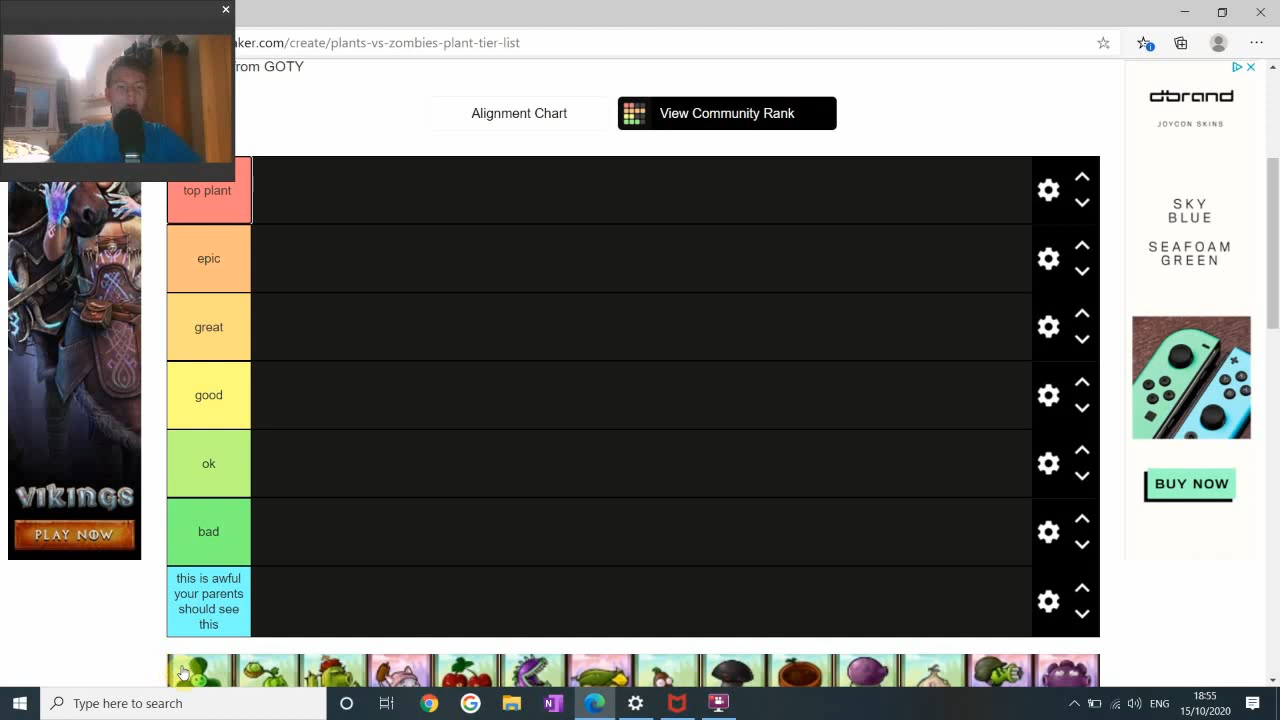 aker.com/create/plants-vs-zombies-plant-tier-list
from GOTY
Alignment Chart
View Community Rank
dbrand
JOYCON SKINS
SKY
BLUE
SEAFOAM
GREEN
BUY NOW
top plant
epic
great
good
ok
bad
this is awful
your parents
should see
this
VIKINGS
PLAY NOW
Type here to search
ENG
18:55
15/10/2020